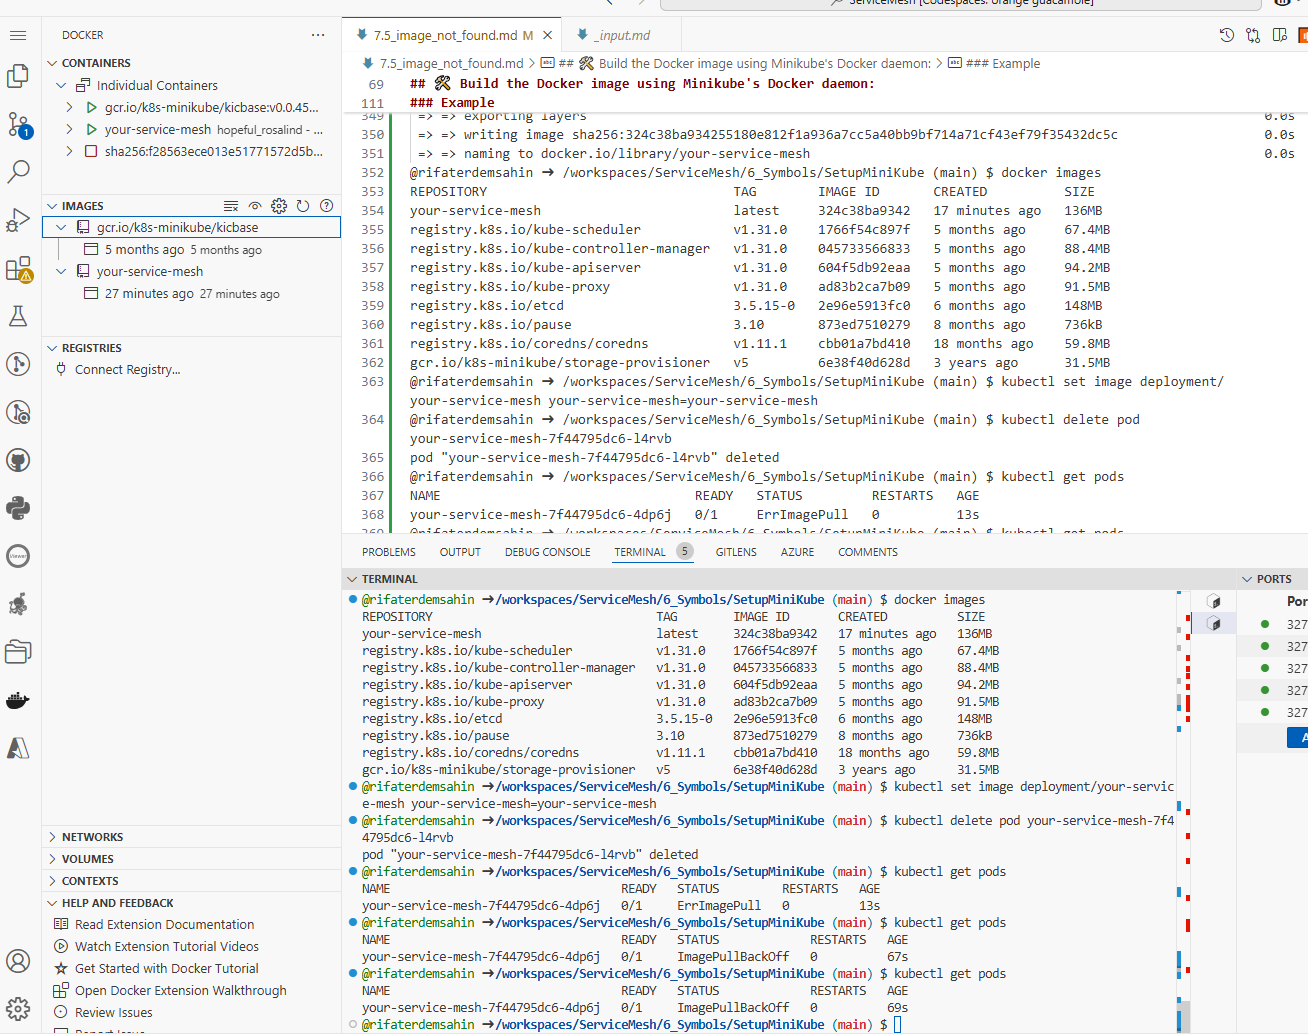 ServiceMesh [Codespaces: orange guacamole]
DOCKER
CONTAINERS
Individual Containers
gcr.io/k8s-minikube/kicbase:v0.0.45...
your-service-mesh hopeful_rosalind - ...
sha256:f28563ece013e51771572d5b...
IMAGES
gcr.io/k8s-minikube/kicbase
5 months ago 5 months ago
your-service-mesh
27 minutes ago 27 minutes ago
REGISTRIES
Connect Registry...
NETWORKS
VOLUMES
CONTEXTS
HELP AND FEEDBACK
Read Extension Documentation
Watch Extension Tutorial Videos
Get Started with Docker Tutorial
Open Docker Extension Walkthrough
Review Issues
Report Issue
1
7.5_image_not_found.md M
_input.md
7.5_image_not_found.md > ## 🛠 Build the Docker image using Minikube's Docker daemon: > ### Example
69 ## 🛠 Build the Docker image using Minikube's Docker daemon:
111 ### Example
349 => => exporting layers 0.0s
350 => => writing image sha256:324c38ba934255180e812f1a936a7cc5a40bb9bf714a71cf43ef79f35432dc5c 0.0s
351 => => naming to docker.io/library/your-service-mesh 0.0s
352 @rifaterdemsahin ➜ /workspaces/ServiceMesh/6_Symbols/SetupMiniKube (main) $ docker images
353 REPOSITORY TAG IMAGE ID CREATED SIZE
354 your-service-mesh latest 324c38ba9342 17 minutes ago 136MB
355 registry.k8s.io/kube-scheduler v1.31.0 1766f54c897f 5 months ago 67.4MB
356 registry.k8s.io/kube-controller-manager v1.31.0 045733566833 5 months ago 88.4MB
357 registry.k8s.io/kube-apiserver v1.31.0 604f5db92eaa 5 months ago 94.2MB
358 registry.k8s.io/kube-proxy v1.31.0 ad83b2ca7b09 5 months ago 91.5MB
359 registry.k8s.io/etcd 3.5.15-0 2e96e5913fc0 6 months ago 148MB
360 registry.k8s.io/pause 3.10 873ed7510279 8 months ago 736kB
361 registry.k8s.io/coredns/coredns v1.11.1 cbb01a7bd410 18 months ago 59.8MB
362 gcr.io/k8s-minikube/storage-provisioner v5 6e38f40d628d 3 years ago 31.5MB
363 @rifaterdemsahin ➜ /workspaces/ServiceMesh/6_Symbols/SetupMiniKube (main) $ kubectl set image deployment/
your-service-mesh your-service-mesh=your-service-mesh
364 @rifaterdemsahin ➜ /workspaces/ServiceMesh/6_Symbols/SetupMiniKube (main) $ kubectl delete pod
your-service-mesh-7f44795dc6-l4rvb
365 pod "your-service-mesh-7f44795dc6-l4rvb" deleted
366 @rifaterdemsahin ➜ /workspaces/ServiceMesh/6_Symbols/SetupMiniKube (main) $ kubectl get pods
367 NAME READY STATUS RESTARTS AGE
368 your-service-mesh-7f44795dc6-4dp6j 0/1 ErrImagePull 0 13s
369 @rifaterdemsahin ➜ /workspaces/ServiceMesh/6_Symbols/SetupMiniKube (main) $ kubectl get pods
PROBLEMS OUTPUT DEBUG CONSOLE TERMINAL 5 GITLENS AZURE COMMENTS
TERMINAL
@rifaterdemsahin ➜/workspaces/ServiceMesh/6_Symbols/SetupMiniKube (main) $ docker images
REPOSITORY TAG IMAGE ID CREATED SIZE
your-service-mesh latest 324c38ba9342 17 minutes ago 136MB
registry.k8s.io/kube-scheduler v1.31.0 1766f54c897f 5 months ago 67.4MB
registry.k8s.io/kube-controller-manager v1.31.0 045733566833 5 months ago 88.4MB
registry.k8s.io/kube-apiserver v1.31.0 604f5db92eaa 5 months ago 94.2MB
registry.k8s.io/kube-proxy v1.31.0 ad83b2ca7b09 5 months ago 91.5MB
registry.k8s.io/etcd 3.5.15-0 2e96e5913fc0 6 months ago 148MB
registry.k8s.io/pause 3.10 873ed7510279 8 months ago 736kB
registry.k8s.io/coredns/coredns v1.11.1 cbb01a7bd410 18 months ago 59.8MB
gcr.io/k8s-minikube/storage-provisioner v5 6e38f40d628d 3 years ago 31.5MB
@rifaterdemsahin ➜/workspaces/ServiceMesh/6_Symbols/SetupMiniKube (main) $ kubectl set image deployment/your-servic
e-mesh your-service-mesh=your-service-mesh
@rifaterdemsahin ➜/workspaces/ServiceMesh/6_Symbols/SetupMiniKube (main) $ kubectl delete pod your-service-mesh-7f4
4795dc6-l4rvb
pod "your-service-mesh-7f44795dc6-l4rvb" deleted
@rifaterdemsahin ➜/workspaces/ServiceMesh/6_Symbols/SetupMiniKube (main) $ kubectl get pods
NAME READY STATUS RESTARTS AGE
your-service-mesh-7f44795dc6-4dp6j 0/1 ErrImagePull 0 13s
@rifaterdemsahin ➜/workspaces/ServiceMesh/6_Symbols/SetupMiniKube (main) $ kubectl get pods
NAME READY STATUS RESTARTS AGE
your-service-mesh-7f44795dc6-4dp6j 0/1 ImagePullBackOff 0 67s
@rifaterdemsahin ➜/workspaces/ServiceMesh/6_Symbols/SetupMiniKube (main) $ kubectl get pods
NAME READY STATUS RESTARTS AGE
your-service-mesh-7f44795dc6-4dp6j 0/1 ImagePullBackOff 0 69s
@rifaterdemsahin ➜/workspaces/ServiceMesh/6_Symbols/SetupMiniKube (main) $
PORTS
Por
327
327
327
327
327
A